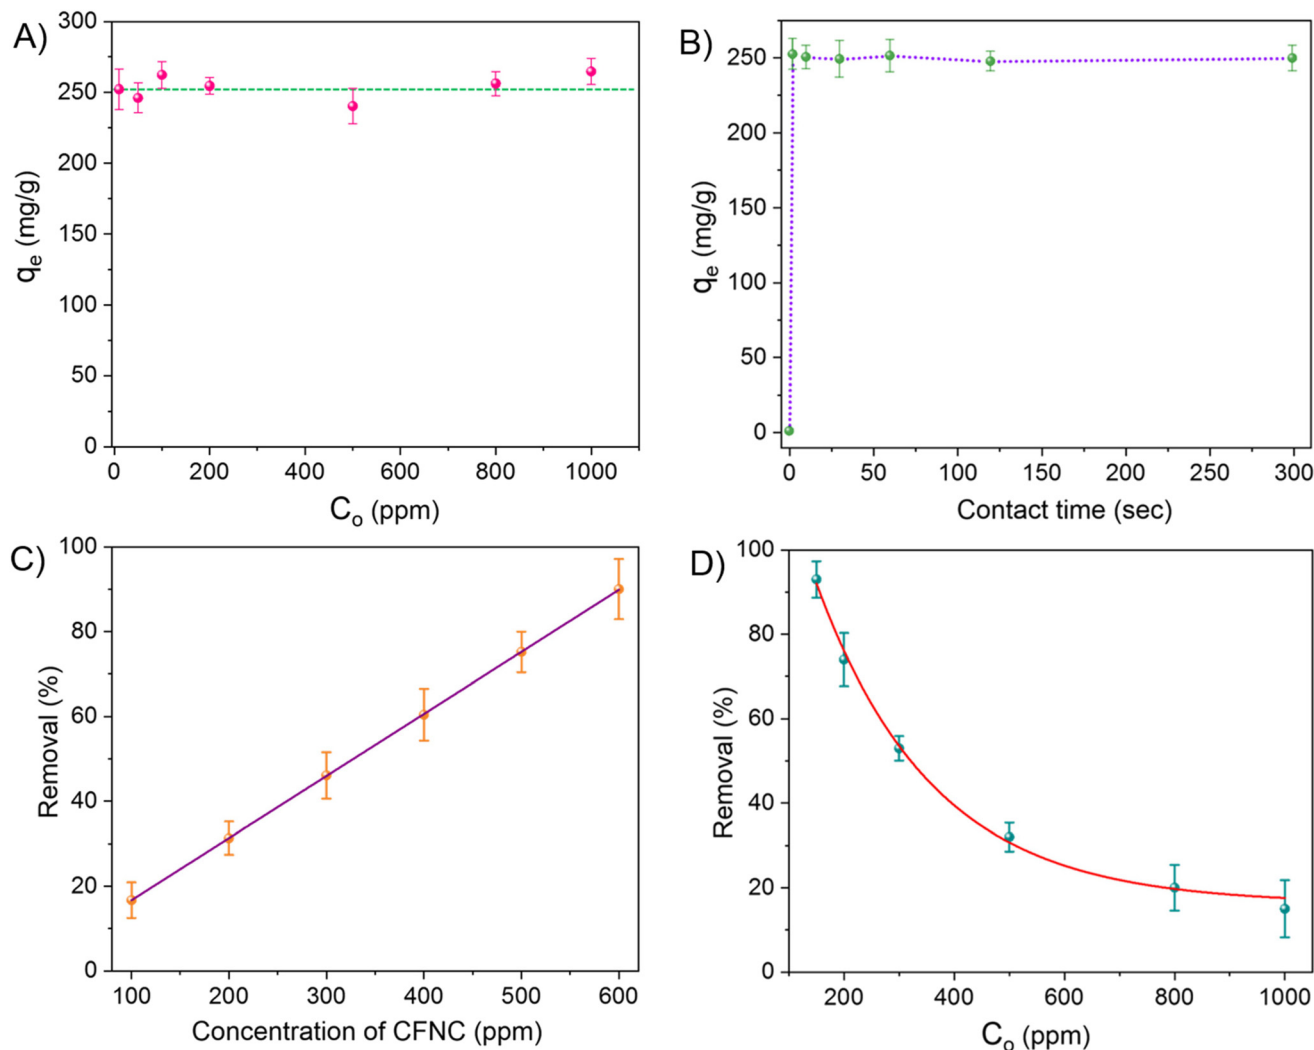 A)
300
250
200
150
100
50
0
qe (mg/g)
0 200 400 600 800 1000
Co (ppm)
B)
250
200
150
100
50
0
qe (mg/g)
0 50 100 150 200 250 300
Contact time (sec)
C)
100
80
60
40
20
0
Removal (%)
100 200 300 400 500 600
Concentration of CFNC (ppm)
D)
100
80
60
40
20
0
Removal (%)
200 400 600 800 1000
Co (ppm)